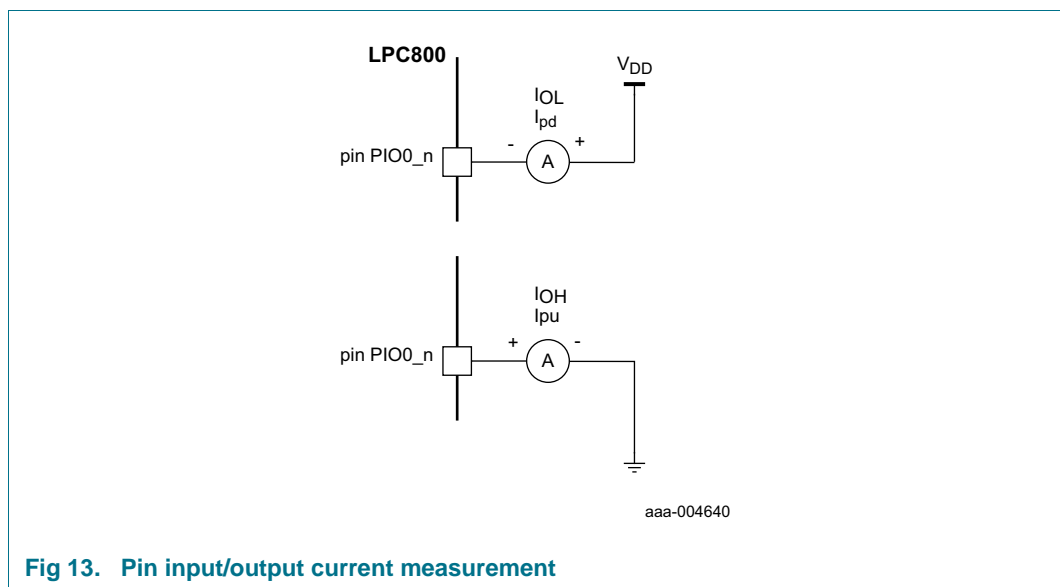 LPC800
VDD
IOL
Ipd
- +
pin PIO0_n
A
IOH
Ipu
+ -
pin PIO0_n
A
aaa-004640
Fig 13. Pin input/output current measurement